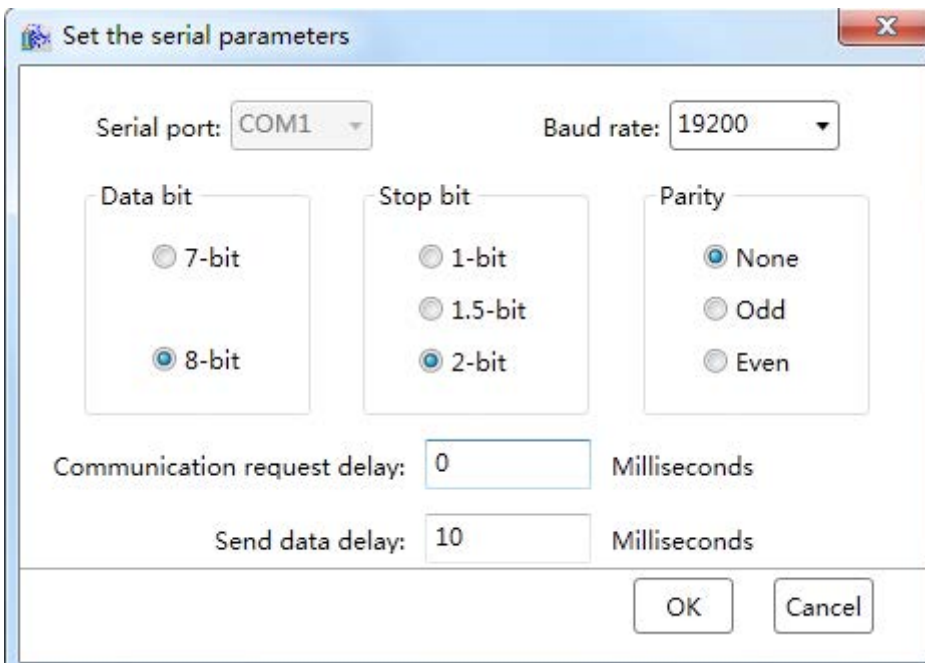 Set the serial parameters
Serial port: COM1 Baud rate: 19200
Data bit Stop bit Parity
7-bit 1-bit None
1.5-bit Odd
8-bit 2-bit Even
Communication request delay: 0 Milliseconds
Send data delay: 10 Milliseconds
OK Cancel